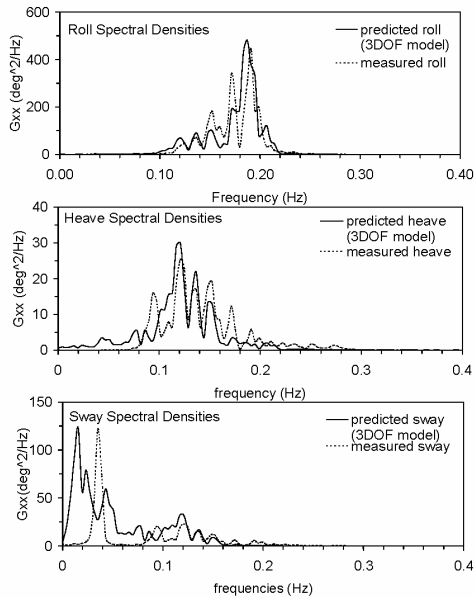 Roll Spectral Densities
predicted roll
(3DOF model)
measured roll
Gxx (deg^2/Hz)
600
400
200
0
0.00 0.10 0.20 0.30 0.40
Frequency (Hz)
Heave Spectral Densities
predicted heave
(3DOF model)
measured heave
Gxx (deg^2/Hz)
40
30
20
10
0
0 0.1 0.2 0.3 0.4
frequency (Hz)
Sway Spectral Densities
predicted sway
(3DOF model)
measured sway
Gxx(deg^2/Hz)
150
100
50
0
0 0.1 0.2 0.3 0.4
frequencies (Hz)